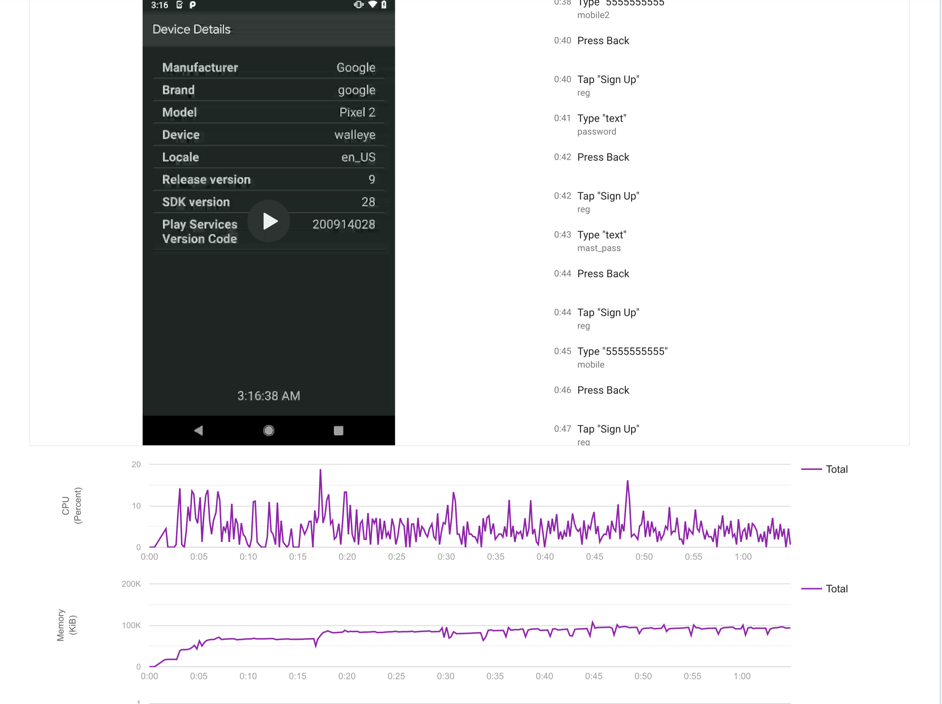 3:16
Device Details
Manufacturer Google
Brand google
Model Pixel 2
Device walleye
Locale en_US
Release version 9
SDK version 28
Play Services 200914028
Version Code
3:16:38 AM
0:38 Type "5555555555"
mobile2
0:40 Press Back
0:40 Tap "Sign Up"
reg
0:41 Type "text"
password
0:42 Press Back
0:42 Tap "Sign Up"
reg
0:43 Type "text"
mast_pass
0:44 Press Back
0:44 Tap "Sign Up"
reg
0:45 Type "5555555555"
mobile
0:46 Press Back
0:47 Tap "Sign Up"
reg
CPU
(Percent)
20
10
0
0:00 0:05 0:10 0:15 0:20 0:25 0:30 0:35 0:40 0:45 0:50 0:55 1:00
Total
Memory
(KiB)
200K
100K
0
0:00 0:05 0:10 0:15 0:20 0:25 0:30 0:35 0:40 0:45 0:50 0:55 1:00
Total
1